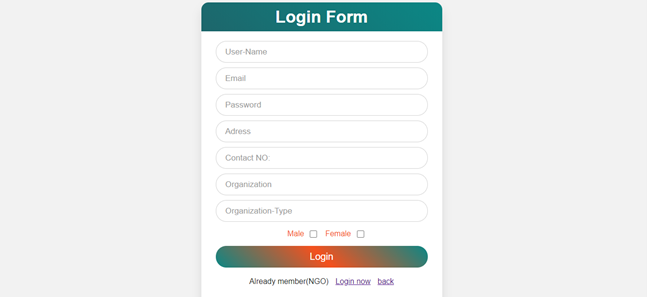 Login Form
User-Name
Email
Password
Adress
Contact NO:
Organization
Organization-Type
Male Female
Login
Already member(NGO) Login now back